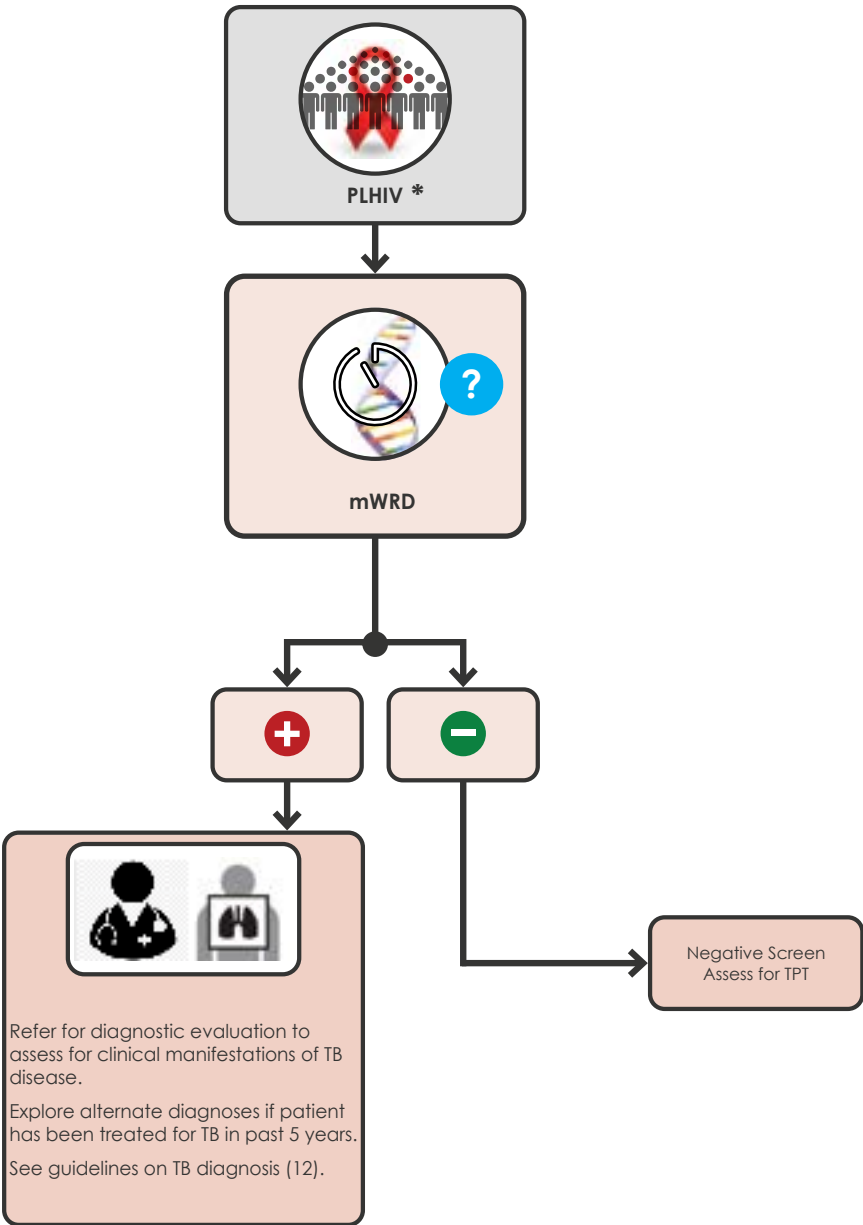 PLHIV *
?
mWRD
Refer for diagnostic evaluation to
assess for clinical manifestations of TB
disease.
Explore alternate diagnoses if patient
has been treated for TB in past 5 years.
See guidelines on TB diagnosis (12).
Negative Screen
Assess for TPT